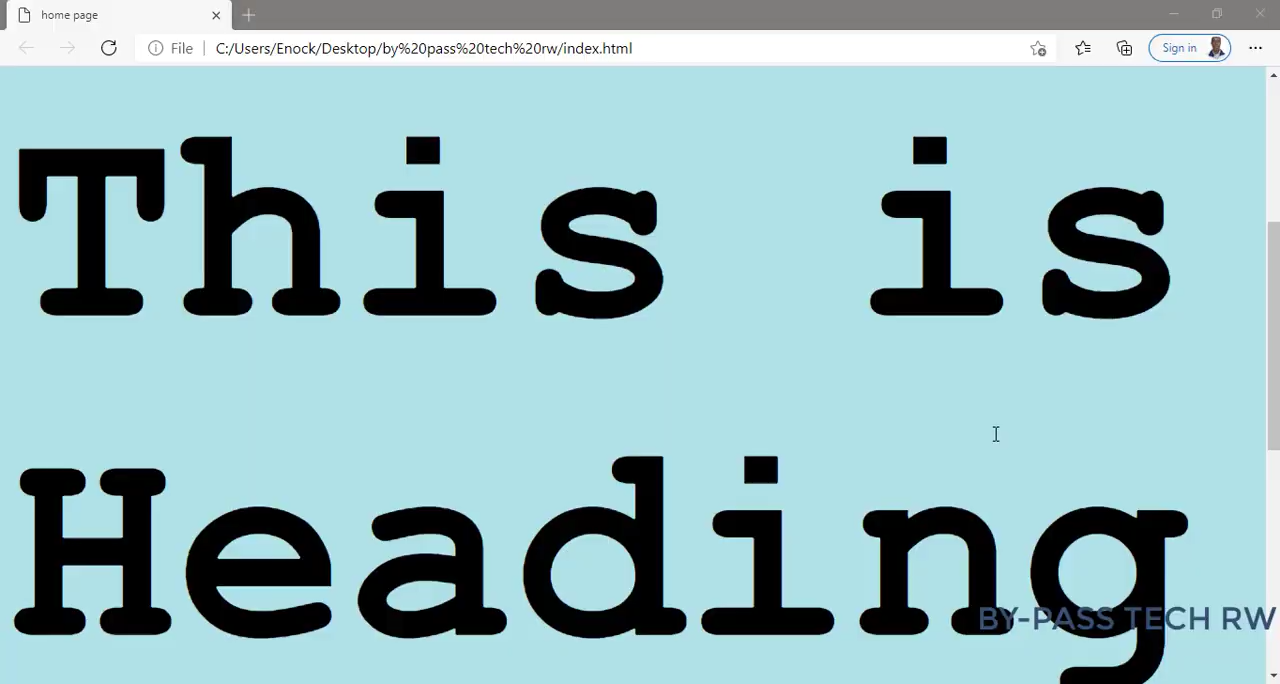 home page
File
C:/Users/Enock/Desktop/by%20pass%20tech%20rw/index.html
Sign in
This is
Heading
BY-PASS TECH RW